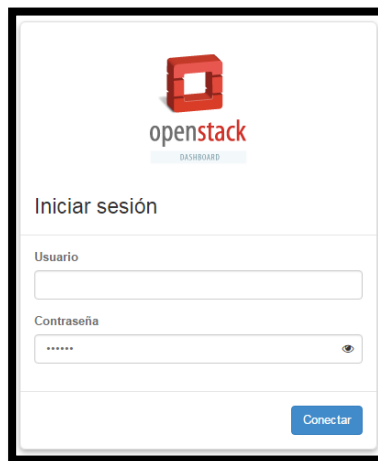 openstack
DASHBOARD
Iniciar sesión
Usuario
Contraseña
······
Conectar